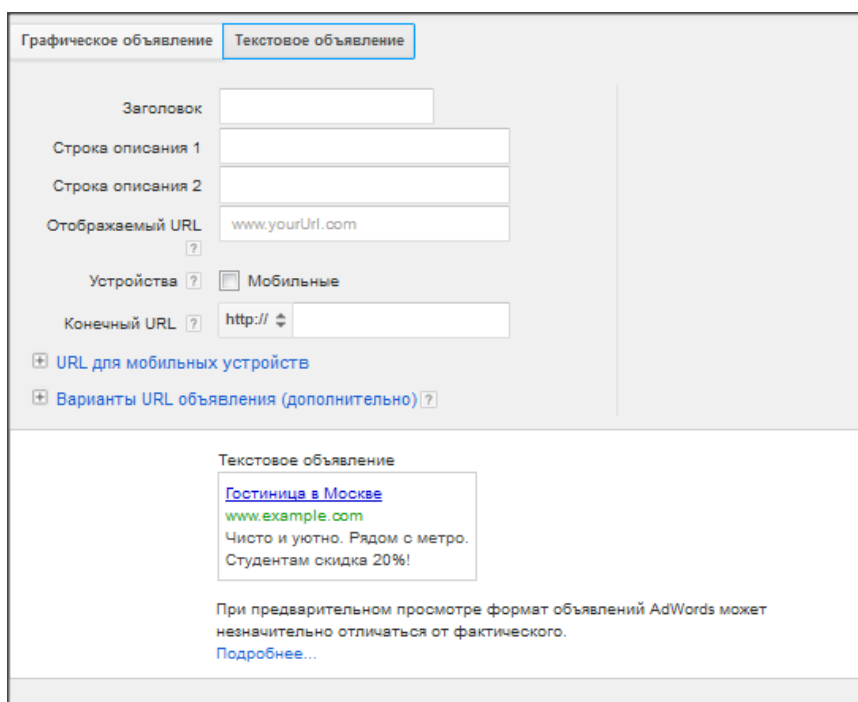 Графическое объявление Текстовое объявление
Заголовок
Строка описания 1
Строка описания 2
Отображаемый URL www.yourUrl.com
?
Устройства ? Мобильные
Конечный URL ? http://
URL для мобильных устройств
Варианты URL объявления (дополнительно) ?
Текстовое объявление
Гостиница в Москве
www.example.com
Чисто и уютно. Рядом с метро.
Студентам скидка 20%!
При предварительном просмотре формат объявлений AdWords может
незначительно отличаться от фактического.
Подробнее...